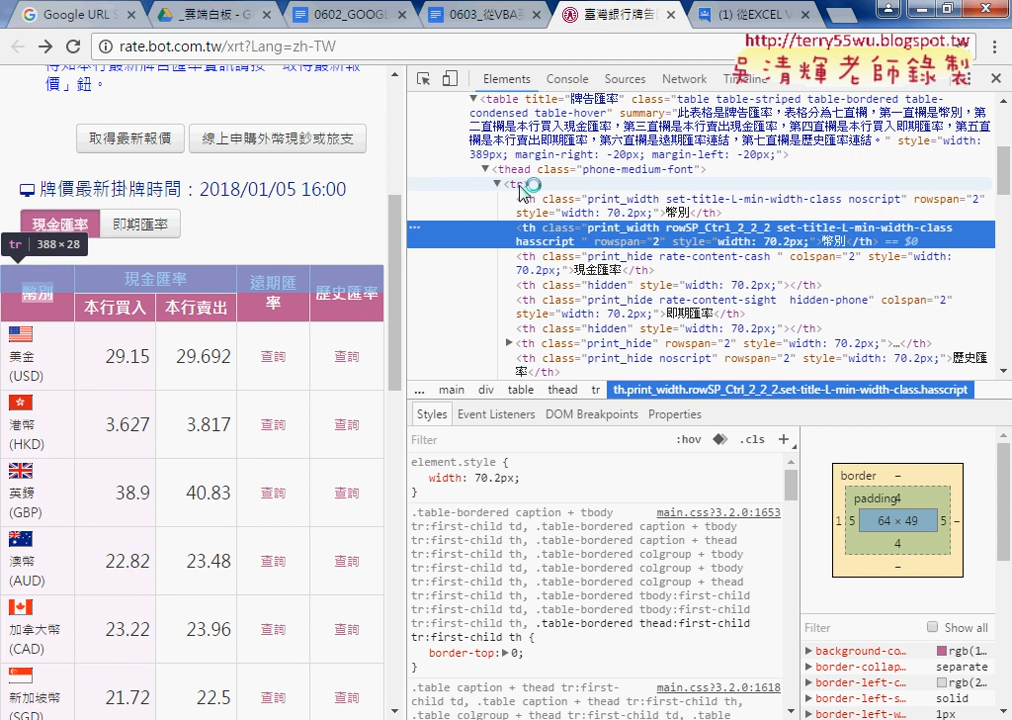 Google URL S
_雲端白板 - G
0602_GOOGL
0603_從VBA
臺灣銀行牌告
(1) 從EXCEL V
rate.bot.com.tw/xrt?Lang=zh-TW
http://terry55wu.blogspot.tw
吳清輝老師錄製
Elements Console Sources Network Timeline
價」鈕。
取得最新報價 線上申購外幣現鈔或旅支
牌價最新掛牌時間：2018/01/05 16:00
現金匯率 即期匯率
tr 388×28
幣別 現金匯率 遠期匯率 歷史匯率
本行買入 本行賣出
美金 (USD) 29.15 29.692 查詢 查詢
港幣 (HKD) 3.627 3.817 查詢 查詢
英鎊 (GBP) 38.9 40.83 查詢 查詢
澳幣 (AUD) 22.82 23.48 查詢 查詢
加拿大幣 (CAD) 23.22 23.96 查詢 查詢
新加坡幣 (SGD) 21.72 22.5 查詢 查詢
▼<table title="牌告匯率" class="table table-striped table-bordered table-
condensed table-hover" summary="此表格是牌告匯率，表格分為七直欄，第一直欄是幣別，第
二直欄是本行買入現金匯率，第三直欄是本行賣出現金匯率，第四直欄是本行買入即期匯率，第五直
欄是本行賣出即期匯率，第六直欄是遠期匯率連結，第七直欄是歷史匯率連結。" style="width:
389px; margin-right: -20px; margin-left: -20px;">
▼<thead class="phone-medium-font">
▼<tr>
<th class="print_width set-title-L-min-width-class noscript" rowspan="2"
style="width: 70.2px;">幣別</th>
<th class="print_width rowSP_Ctrl_2_2_2 set-title-L-min-width-class
hasscript " rowspan="2" style="width: 70.2px;">幣別</th> == $0
<th class="print_hide rate-content-cash " colspan="2" style="width:
70.2px;">現金匯率</th>
<th class="hidden" style="width: 70.2px;"></th>
<th class="print_hide rate-content-sight hidden-phone" colspan="2"
style="width: 70.2px;">即期匯率</th>
<th class="hidden" style="width: 70.2px;"></th>
▶<th class="print_hide" rowspan="2" style="width: 70.2px;">…</th>
<th class="print_hide noscript" rowspan="2" style="width: 70.2px;">歷史匯
率</th>
... main div table thead tr th.print_width.rowSP_Ctrl_2_2_2.set-title-L-min-width-class.hasscript
Styles Event Listeners DOM Breakpoints Properties
Filter :hov .cls +
element.style {
width: 70.2px;
}
.table-bordered caption + tbody main.css?3.2.0:1653
tr:first-child td, .table-bordered caption + tbody
tr:first-child th, .table-bordered caption + thead
tr:first-child th, .table-bordered colgroup + tbody
tr:first-child td, .table-bordered colgroup + tbody
tr:first-child th, .table-bordered colgroup + thead
tr:first-child th, .table-bordered tbody:first-child
tr:first-child td, .table-bordered tbody:first-child
tr:first-child th, .table-bordered thead:first-child
tr:first-child th {
border-top:▶0;
}
.table caption + thead tr:first- main.css?3.2.0:1618
child td, .table caption + thead tr:first-
border –
padding4
1 5 64 × 49 5 –
4
–
Filter Show all
▶background-co… rgb(1…
▶border-collap… separate
▶border-left-c… rgb(2…
▶border-left-s… solid
▶border-left-w… 1px